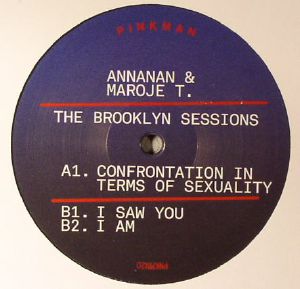 PINKMAN
ANNANAN &
MAROJE T.
THE BROOKLYN SESSIONS
A1. CONFRONTATION IN
TERMS OF SEXUALITY
B1. I SAW YOU
B2. I AM